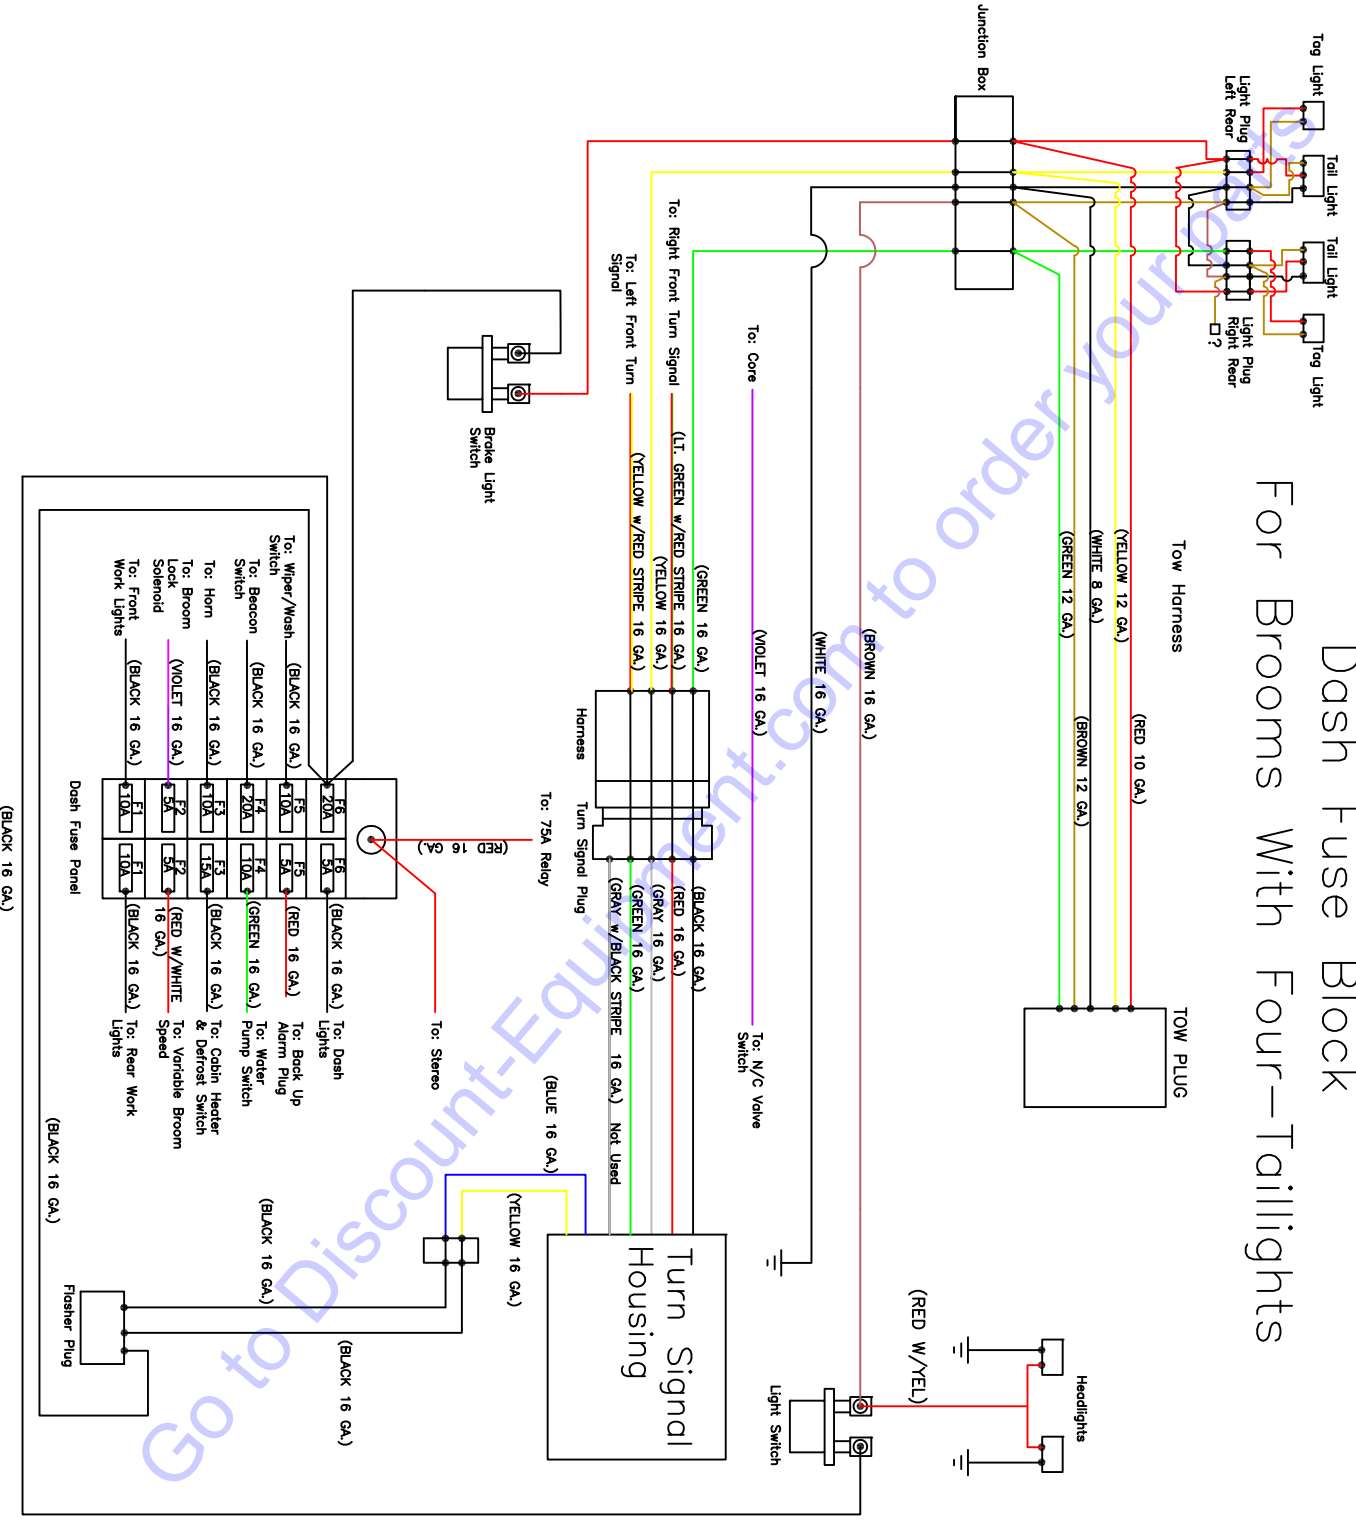 Dash Fuse Block
For Brooms With Four-Taillights
Tag Light
Tail Light
Tail Light
Tag Light
Light Plug
Left Rear
Light Plug
Right Rear
?
Junction Box
Tow Harness
(RED 10 GA.)
(YELLOW 12 GA.)
(WHITE 8 GA.)
(BROWN 12 GA.)
(GREEN 12 GA.)
TOW PLUG
Headlights
(RED W/YEL)
Light Switch
(BROWN 16 GA.)
(WHITE 16 GA.)
To: Core
(VIOLET 16 GA.)
To: N/C Valve
Switch
To: Right Front Turn Signal
To: Left Front Turn
Signal
(GREEN 16 GA.)
(LT. GREEN w/RED STRIPE 16 GA.)
(YELLOW 16 GA.)
(YELLOW w/RED STRIPE 16 GA.)
Harness
Turn Signal Plug
(BLACK 16 GA.)
(RED 16 GA.)
(GRAY 16 GA.)
(GREEN 16 GA.)
(GRAY w/BLACK STRIPE 16 GA.) Not Used
Turn Signal
Housing
(BLUE 16 GA.)
(YELLOW 16 GA.)
Brake Light
Switch
To: 75A Relay
(RED 16 GA.)
To: Stereo
To: Wiper/Wash
Switch
(BLACK 16 GA.)
To: Beacon
Switch
(BLACK 16 GA.)
To: Horn
(BLACK 16 GA.)
To: Broom
Lock
Solenoid
(VIOLET 16 GA.)
To: Front
Work Lights
(BLACK 16 GA.)
F6
20A
F5
10A
F4
20A
F3
10A
F2
5A
F1
10A
F6
5A
F5
5A
F4
10A
F3
15A
F2
5A
F1
10A
Dash Fuse Panel
(BLACK 16 GA.)
To: Dash
Lights
(RED 16 GA.)
To: Back Up
Alarm Plug
(GREEN 16 GA.)
To: Water
Pump Switch
(BLACK 16 GA.)
To: Cabin Heater
& Defrost Switch
(RED W/WHITE
16 GA.)
To: Variable Broom
Speed
(BLACK 16 GA.)
To: Rear Work
Lights
(BLACK 16 GA.)
(BLACK 16 GA.)
(BLACK 16 GA.)
(BLACK 16 GA.)
Flasher Plug
Go to Discount-Equipment.com to order your parts